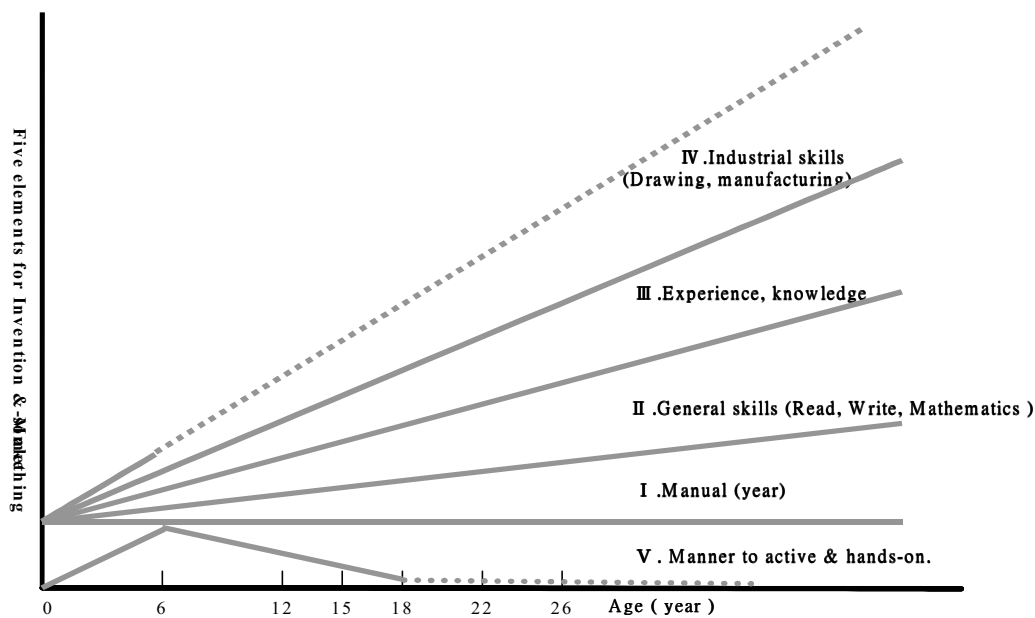 Ⅳ.Industrial skills
(Drawing, manufacturing)
Ⅲ.Experience, knowledge
Ⅱ.General skills (Read, Write, Mathematics )
Ⅰ.Manual (year)
Ⅴ. Manner to active & hands-on.
Five elements for Invention &
0 6 12 15 18 22 26 Age ( year )